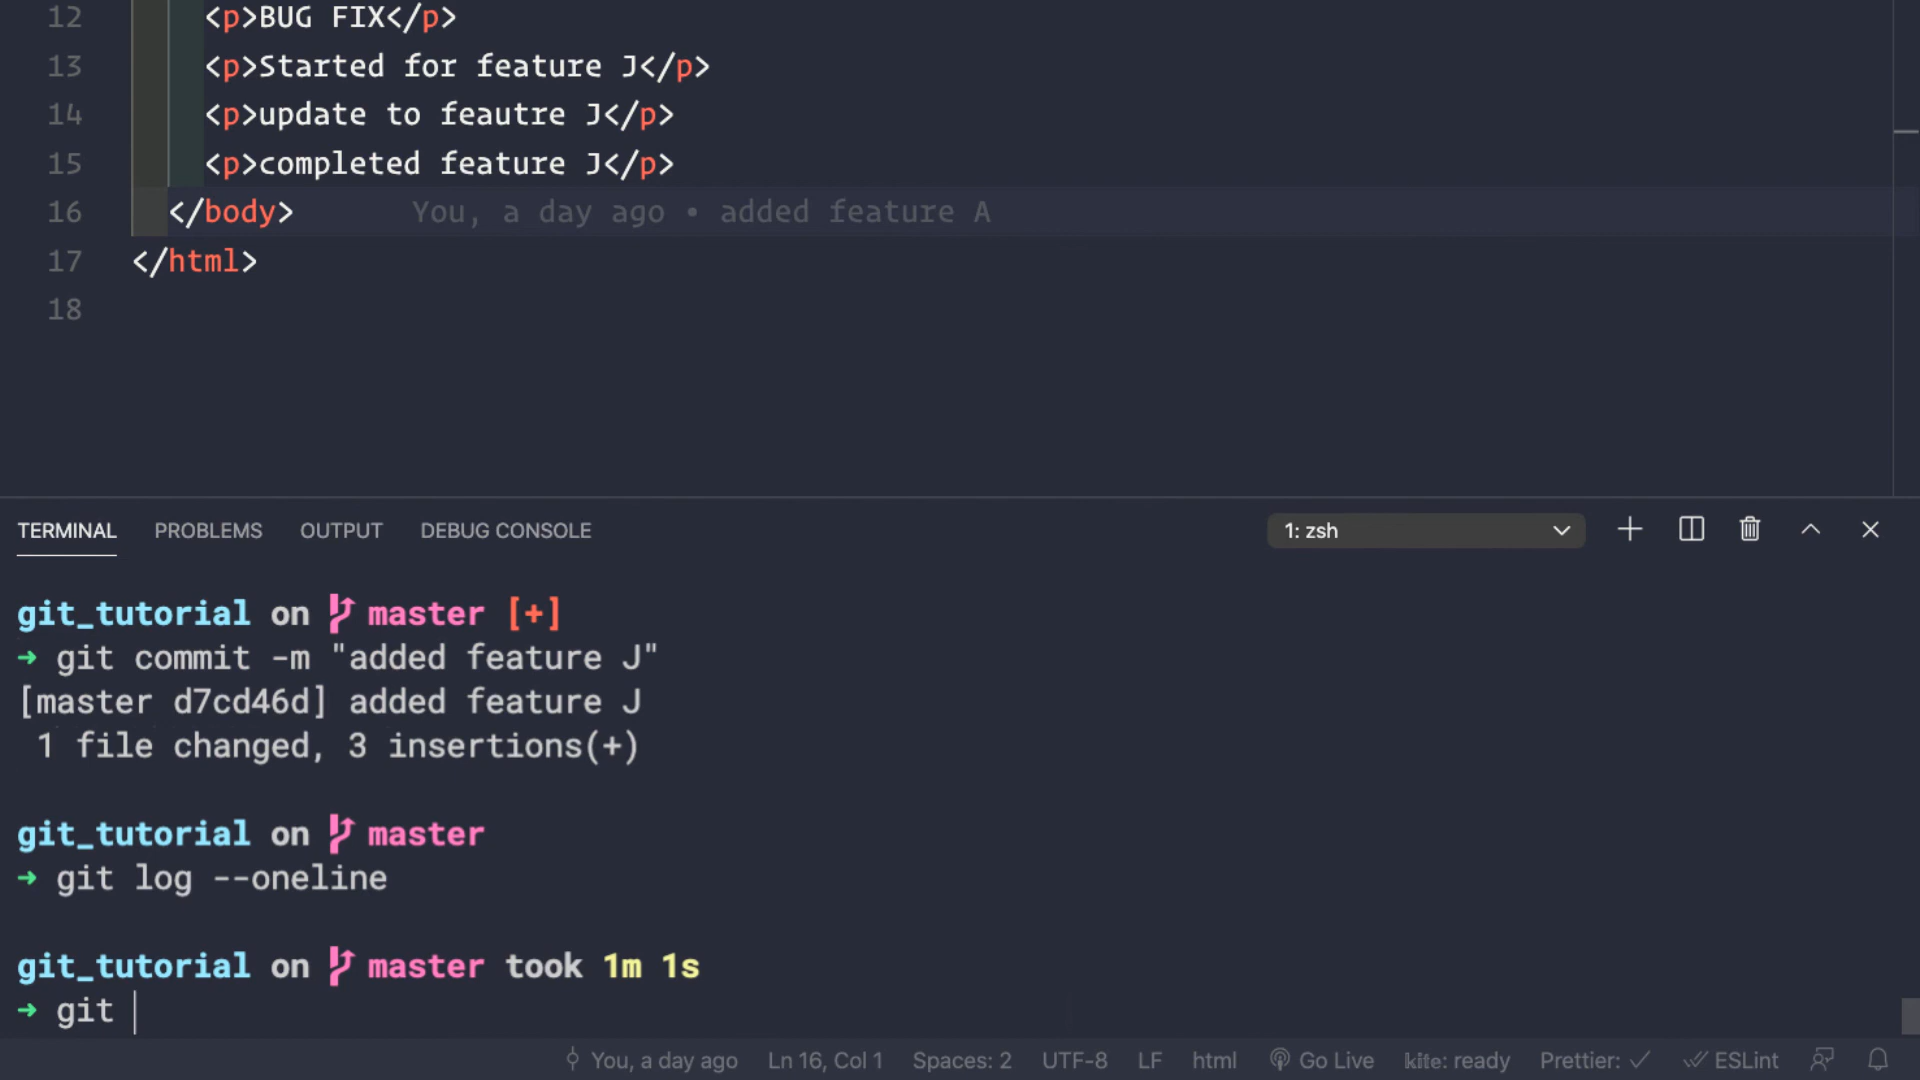 12 <p>BUG FIX</p>
13 <p>Started for feature J</p>
14 <p>update to feautre J</p>
15 <p>completed feature J</p>
16 </body> You, a day ago • added feature A
17 </html>
18
TERMINAL PROBLEMS OUTPUT DEBUG CONSOLE 1: zsh
git_tutorial on master [+]
➜ git commit -m "added feature J"
[master d7cd46d] added feature J
1 file changed, 3 insertions(+)
git_tutorial on master
➜ git log --oneline
git_tutorial on master took 1m 1s
➜ git
You, a day ago Ln 16, Col 1 Spaces: 2 UTF-8 LF html Go Live kite: ready Prettier: ✓ ESLint